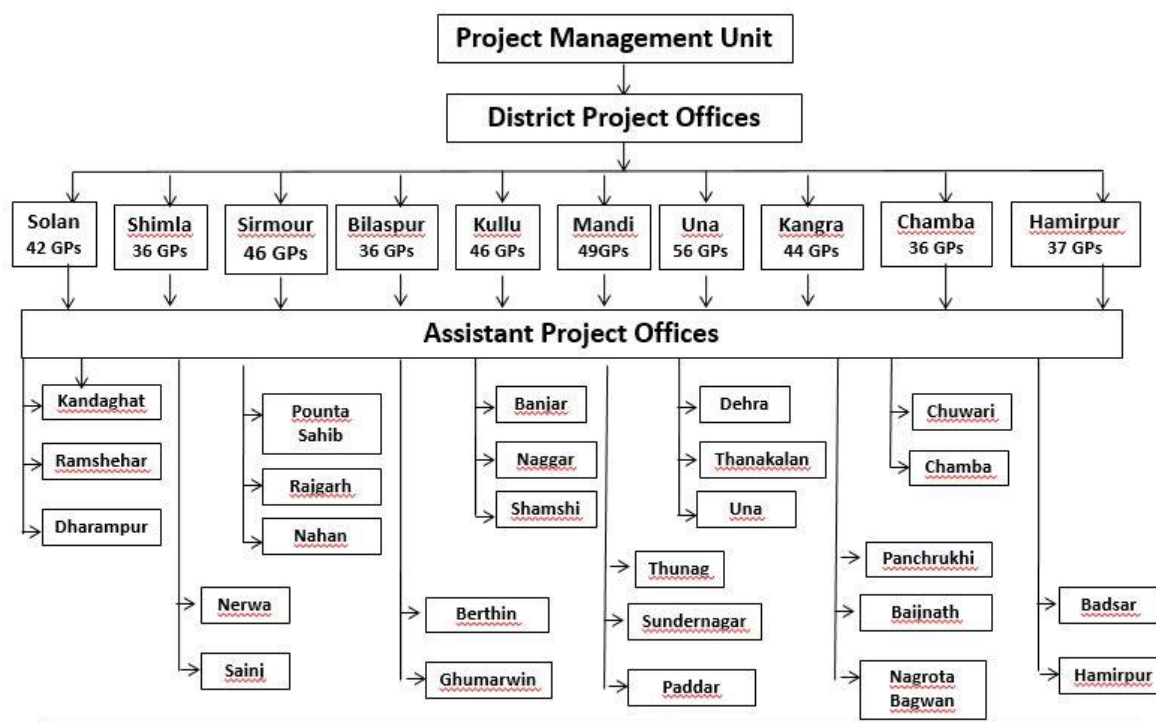 Project Management Unit
District Project Offices
Solan
42 GPs
Shimla
36 GPs
Sirmour
46 GPs
Bilaspur
36 GPs
Kullu
46 GPs
Mandi
49GPs
Una
56 GPs
Kangra
44 GPs
Chamba
36 GPs
Hamirpur
37 GPs
Assistant Project Offices
Kandaghat
Ramshehar
Dharampur
Nerwa
Sainj
Pounta
Sahib
Rajgarh
Nahan
Berthin
Ghumarwin
Banjar
Naggar
Shamshi
Thunag
Sundernagar
Paddar
Dehra
Thanakalan
Una
Panchrukhi
Baijnath
Nagrota
Bagwan
Chuwari
Chamba
Badsar
Hamirpur